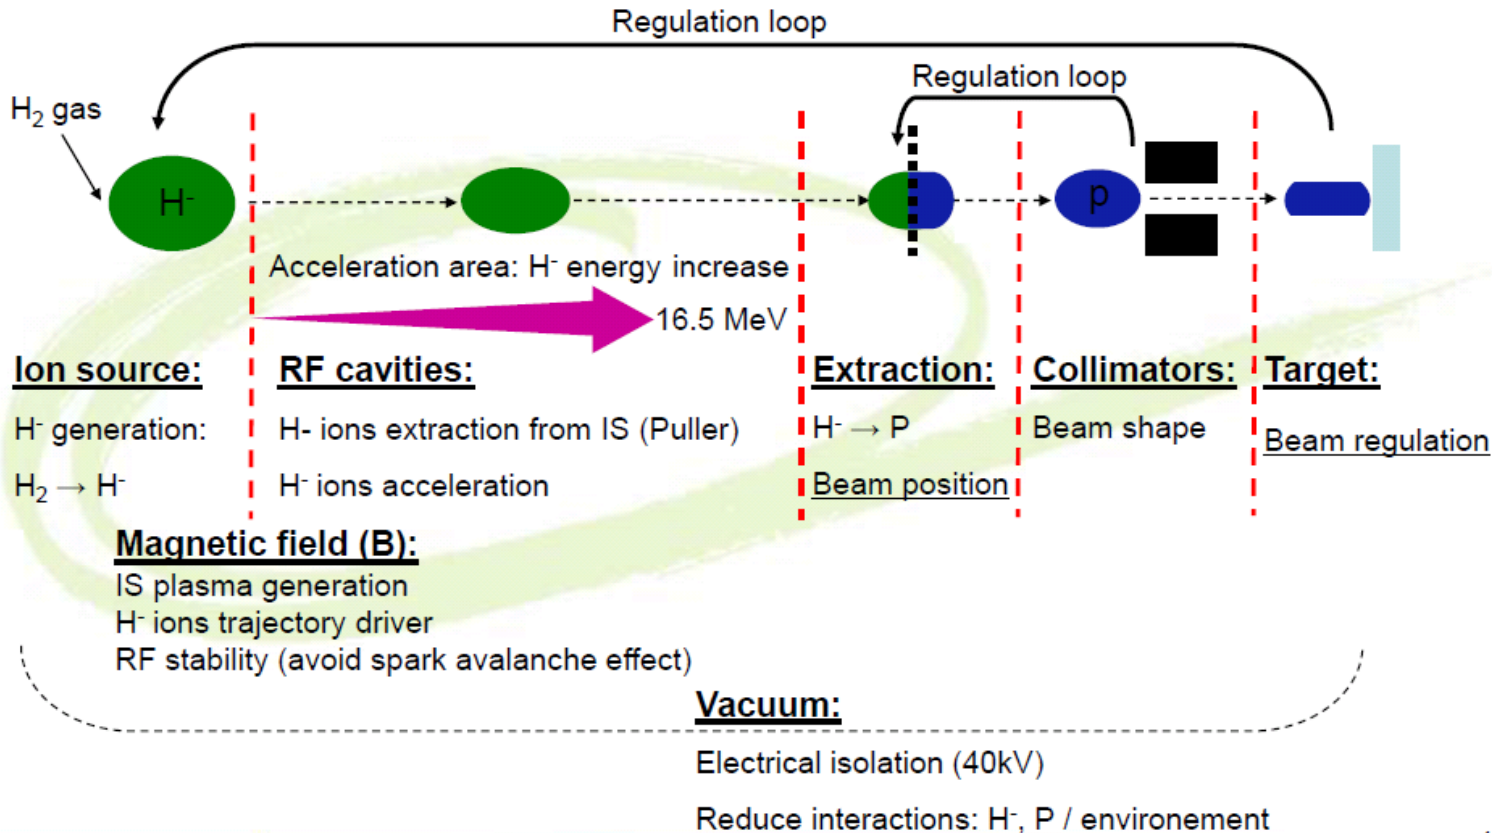 Regulation loop
Regulation loop
H₂ gas
H⁻
p
Acceleration area: H⁻ energy increase
16.5 MeV
Ion source:
H⁻ generation:
H₂ → H⁻
RF cavities:
H- ions extraction from IS (Puller)
H⁻ ions acceleration
Extraction:
H⁻ → P
Beam position
Collimators:
Beam shape
Target:
Beam regulation
Magnetic field (B):
IS plasma generation
H⁻ ions trajectory driver
RF stability (avoid spark avalanche effect)
Vacuum:
Electrical isolation (40kV)
Reduce interactions: H⁻, P / environement